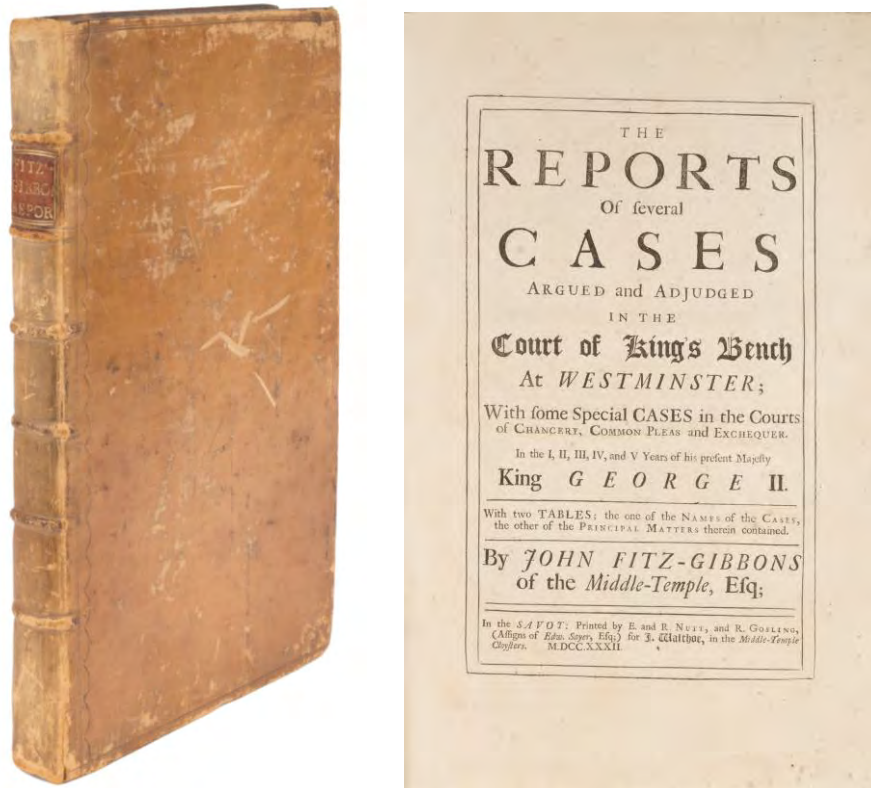 FITZ-
GIBBO
REPOR
THE
REPORTS
Of ſeveral
CASES
ARGUED and ADJUDGED
IN THE
Court of King's Bench
At WESTMINSTER;
With ſome Special CASES in the Courts
of CHANCERY, COMMON PLEAS and EXCHEQUER.
In the I, II, III, IV, and V Years of his preſent Majeſty
King GEORGE II.
With two TABLES; the one of the NAMES of the CASES,
the other of the PRINCIPAL MATTERS therein contained.
By JOHN FITZ-GIBBONS
of the Middle-Temple, Eſq;
In the SAVOY: Printed by E. and R. NUTT, and R. GOSLING,
(Aſſigns of Edw. Sayer, Eſq;) for J. Walthoe, in the Middle-Temple
Cloyſters. M.DCC.XXXII